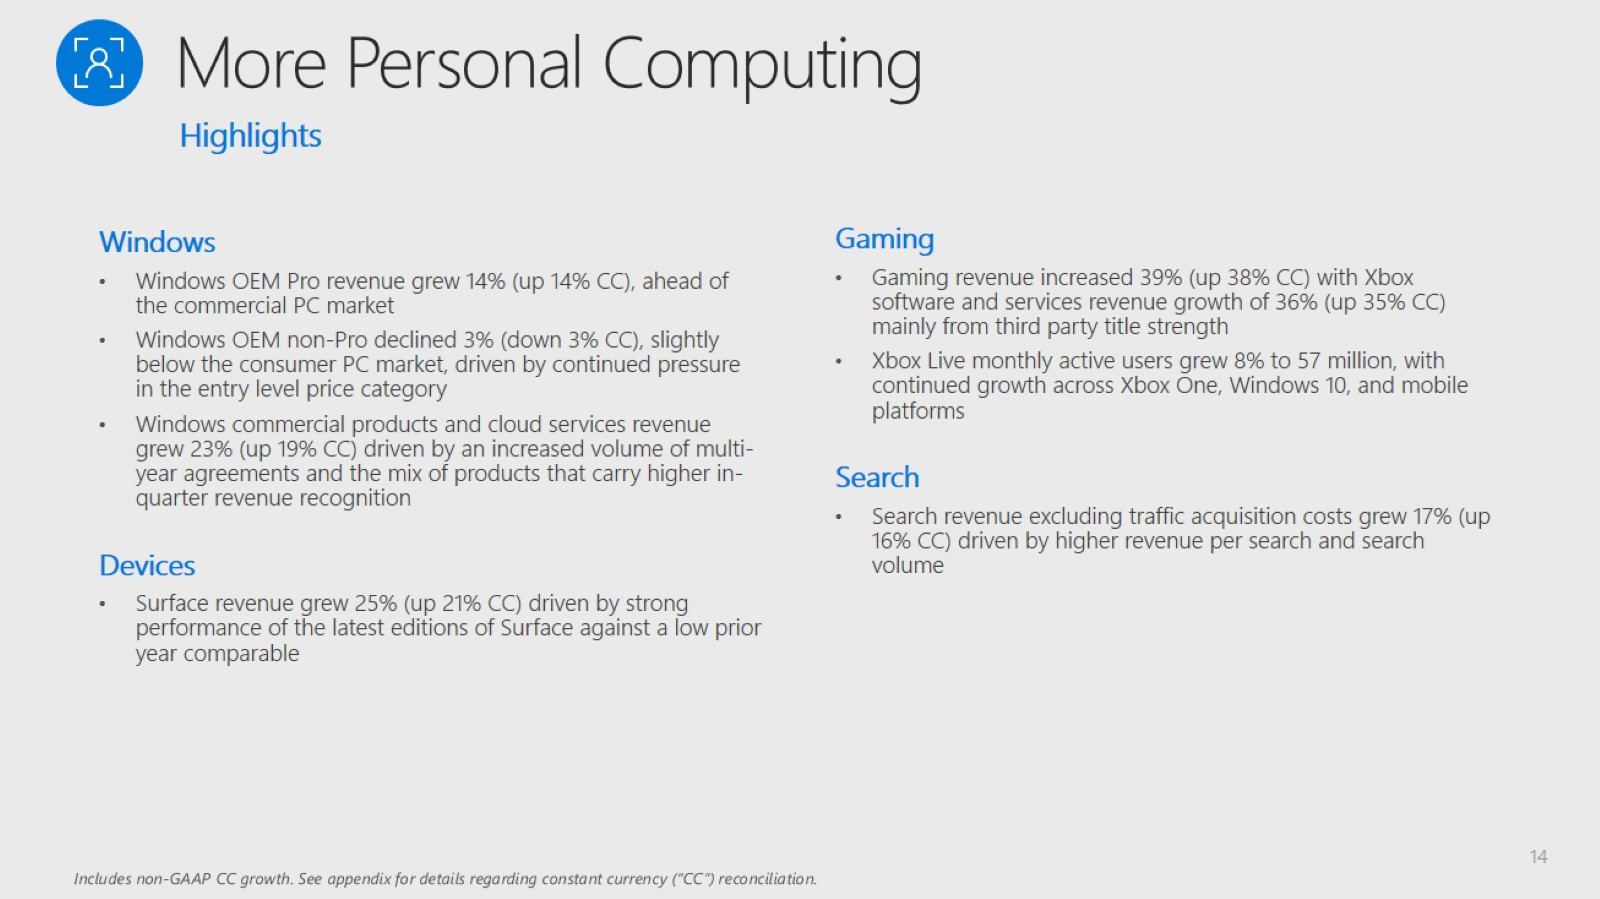 More Personal Computing
Highlights
Windows
• Windows OEM Pro revenue grew 14% (up 14% CC), ahead of
the commercial PC market
• Windows OEM non-Pro declined 3% (down 3% CC), slightly
below the consumer PC market, driven by continued pressure
in the entry level price category
• Windows commercial products and cloud services revenue
grew 23% (up 19% CC) driven by an increased volume of multi-
year agreements and the mix of products that carry higher in-
quarter revenue recognition
Devices
• Surface revenue grew 25% (up 21% CC) driven by strong
performance of the latest editions of Surface against a low prior
year comparable
Gaming
• Gaming revenue increased 39% (up 38% CC) with Xbox
software and services revenue growth of 36% (up 35% CC)
mainly from third party title strength
• Xbox Live monthly active users grew 8% to 57 million, with
continued growth across Xbox One, Windows 10, and mobile
platforms
Search
• Search revenue excluding traffic acquisition costs grew 17% (up
16% CC) driven by higher revenue per search and search
volume
14
Includes non-GAAP CC growth. See appendix for details regarding constant currency ("CC") reconciliation.